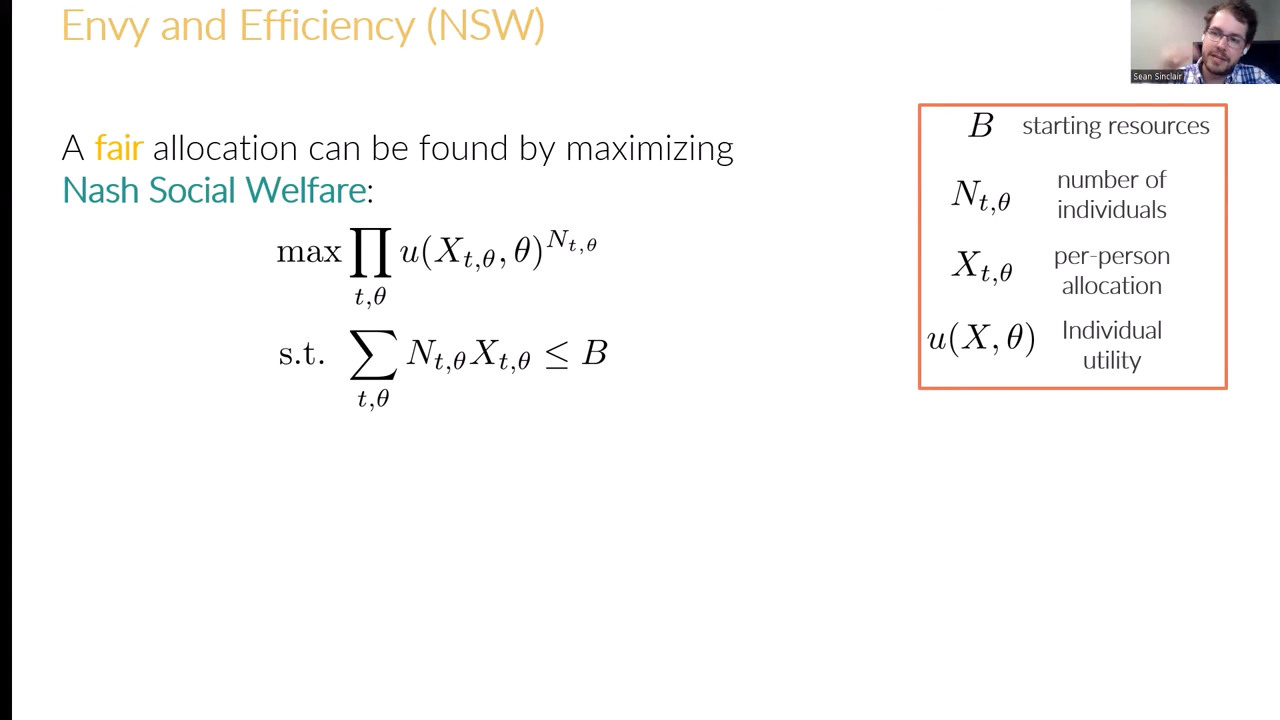 Envy and Efficiency (NSW)
Sean Sinclair
A fair allocation can be found by maximizing
Nash Social Welfare:
max ∏_{t,θ} u(X_{t,θ}, θ)^{N_{t,θ}}
s.t. ∑_{t,θ} N_{t,θ} X_{t,θ} ≤ B
B starting resources
N_{t,θ} number of
individuals
X_{t,θ} per-person
allocation
u(X, θ) Individual
utility